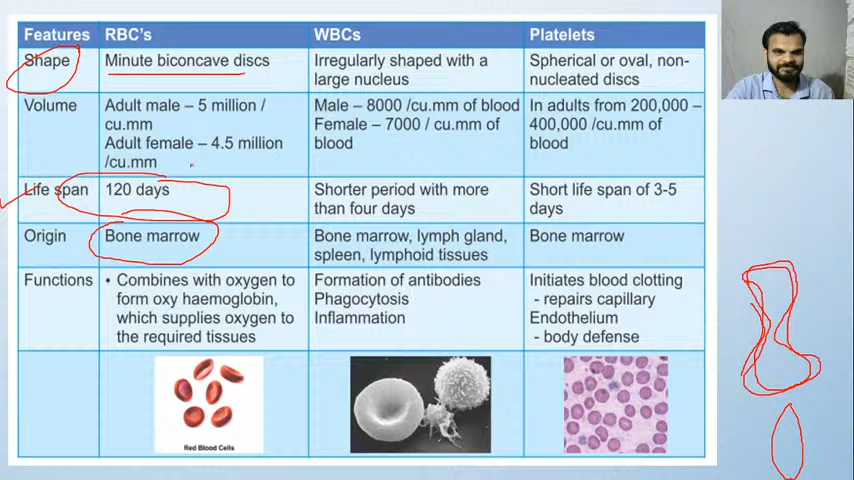 Features RBC's WBCs Platelets
Shape Minute biconcave discs Irregularly shaped with a large nucleus Spherical or oval, non-nucleated discs
Volume
Adult male – 5 million /
cu.mm
Adult female – 4.5 million
/cu.mm
Male – 8000 /cu.mm of blood
Female – 7000 / cu.mm of
blood
In adults from 200,000 –
400,000 /cu.mm of
blood
Life span
120 days
Shorter period with more
than four days
Short life span of 3-5
days
Origin
Bone marrow
Bone marrow, lymph gland,
spleen, lymphoid tissues
Bone marrow
Functions
• Combines with oxygen to
form oxy haemoglobin,
which supplies oxygen to
the required tissues
Formation of antibodies
Phagocytosis
Inflammation
Initiates blood clotting
- repairs capillary
Endothelium
- body defense
Red Blood Cells